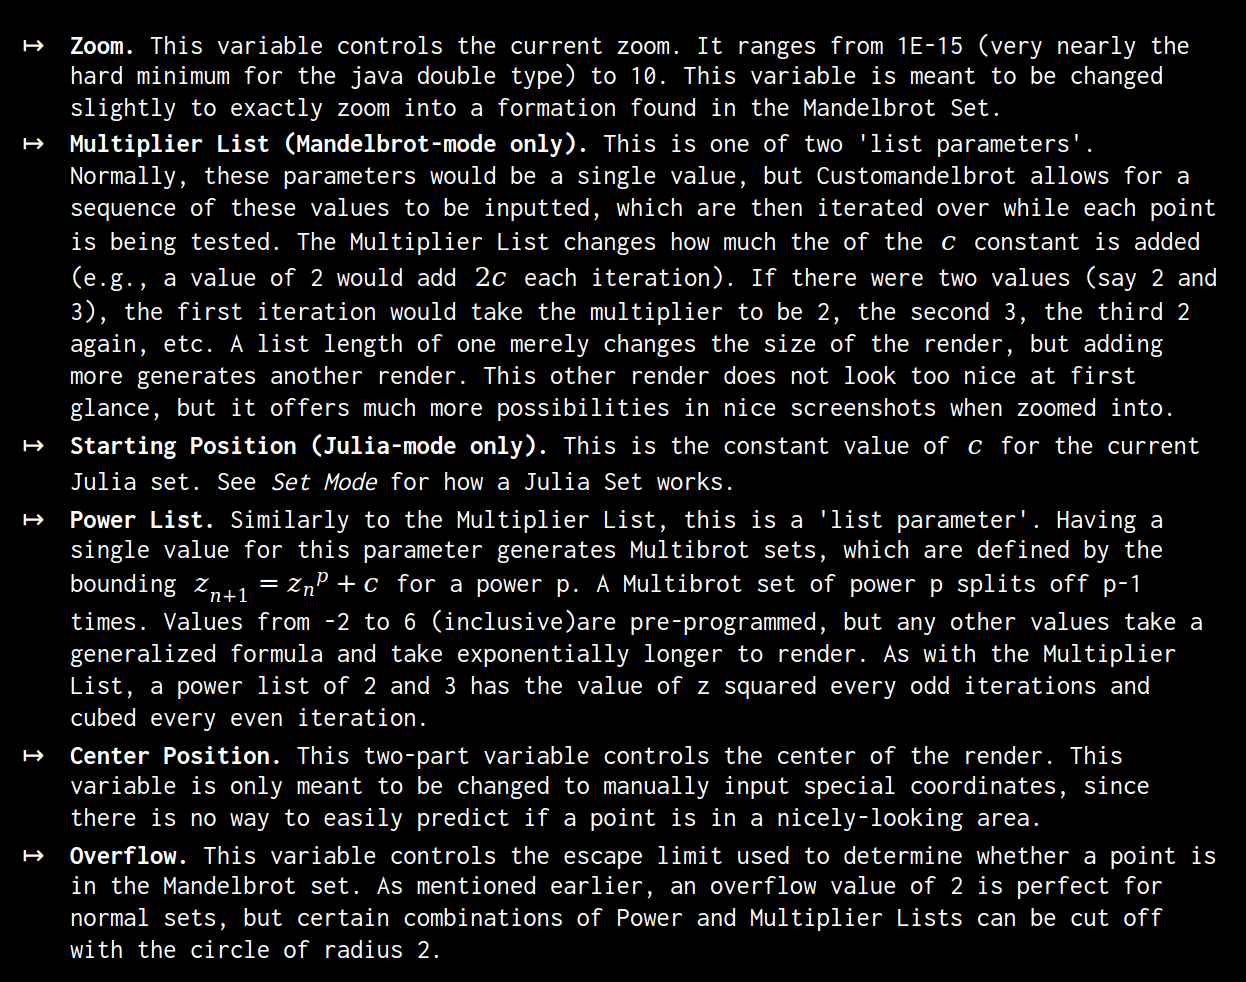 ↦ Zoom. This variable controls the current zoom. It ranges from 1E-15 (very nearly the
hard minimum for the java double type) to 10. This variable is meant to be changed
slightly to exactly zoom into a formation found in the Mandelbrot Set.
↦ Multiplier List (Mandelbrot-mode only). This is one of two 'list parameters'.
Normally, these parameters would be a single value, but Customandelbrot allows for a
sequence of these values to be inputted, which are then iterated over while each point
is being tested. The Multiplier List changes how much the of the c constant is added
(e.g., a value of 2 would add 2c each iteration). If there were two values (say 2 and
3), the first iteration would take the multiplier to be 2, the second 3, the third 2
again, etc. A list length of one merely changes the size of the render, but adding
more generates another render. This other render does not look too nice at first
glance, but it offers much more possibilities in nice screenshots when zoomed into.
↦ Starting Position (Julia-mode only). This is the constant value of c for the current
Julia set. See Set Mode for how a Julia Set works.
↦ Power List. Similarly to the Multiplier List, this is a 'list parameter'. Having a
single value for this parameter generates Multibrot sets, which are defined by the
bounding z_{n+1} = z_n^p + c for a power p. A Multibrot set of power p splits off p-1
times. Values from -2 to 6 (inclusive)are pre-programmed, but any other values take a
generalized formula and take exponentially longer to render. As with the Multiplier
List, a power list of 2 and 3 has the value of z squared every odd iterations and
cubed every even iteration.
↦ Center Position. This two-part variable controls the center of the render. This
variable is only meant to be changed to manually input special coordinates, since
there is no way to easily predict if a point is in a nicely-looking area.
↦ Overflow. This variable controls the escape limit used to determine whether a point is
in the Mandelbrot set. As mentioned earlier, an overflow value of 2 is perfect for
normal sets, but certain combinations of Power and Multiplier Lists can be cut off
with the circle of radius 2.